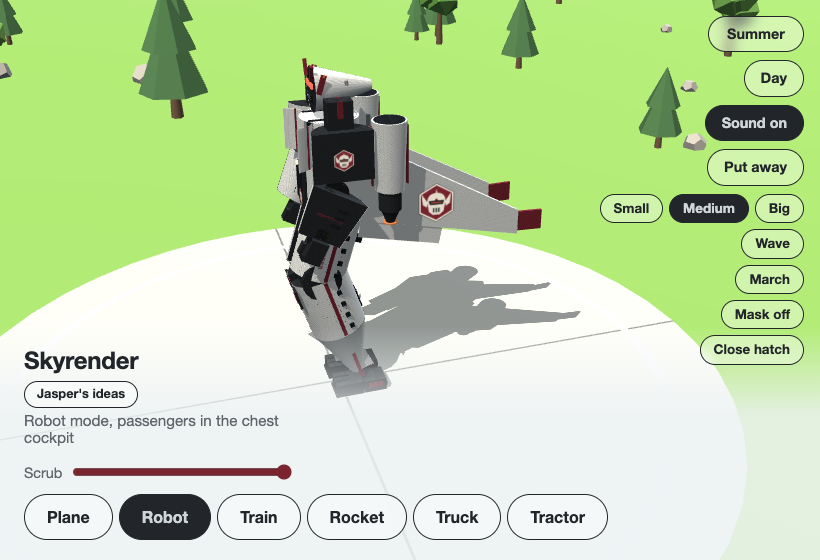 Summer
Day
Sound on
Put away
Small Medium Big
Wave
March
Mask off
Close hatch
Skyrender
Jasper's ideas
Robot mode, passengers in the chest
cockpit
Scrub
Plane Robot Train Rocket Truck Tractor